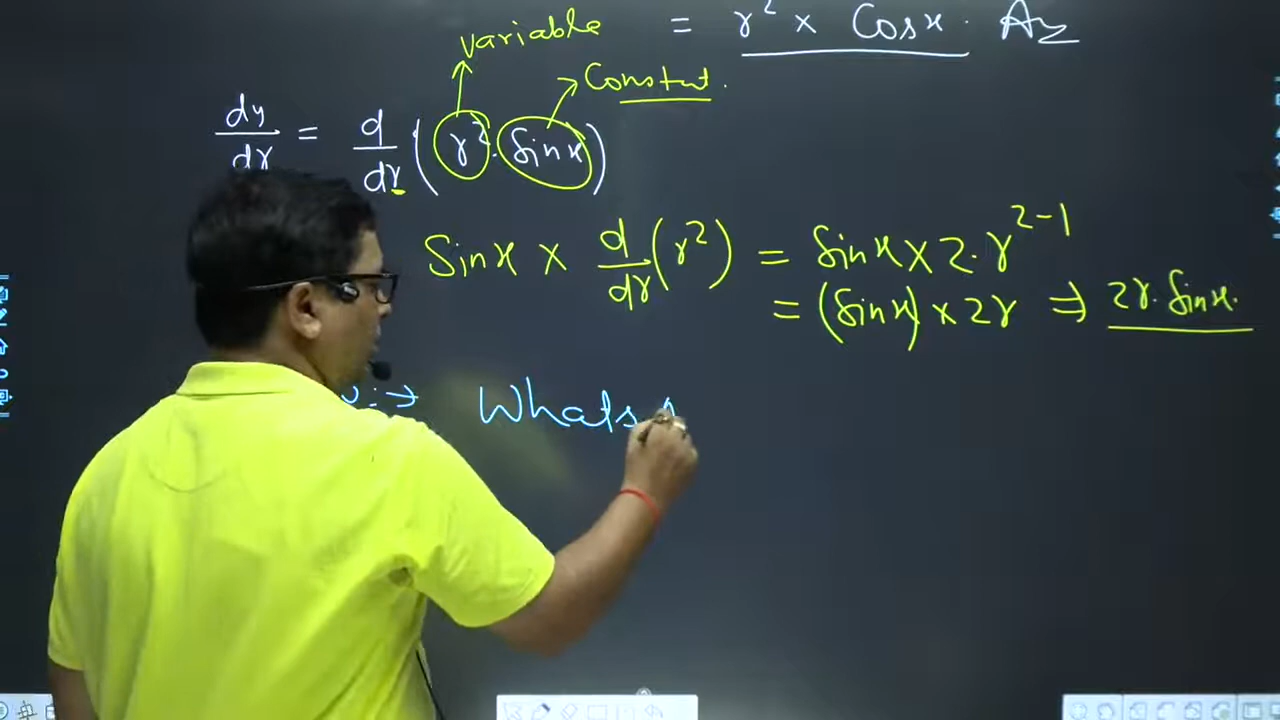 variable = r² × Cosx. Ans
Constant.
dy/dr = d/dr (r². Sinx)
Sinx × d/dr (r²) = Sinx × 2.r²⁻¹
= (Sinx) × 2r ⇒ 2r. Sinx.
:→ Whats